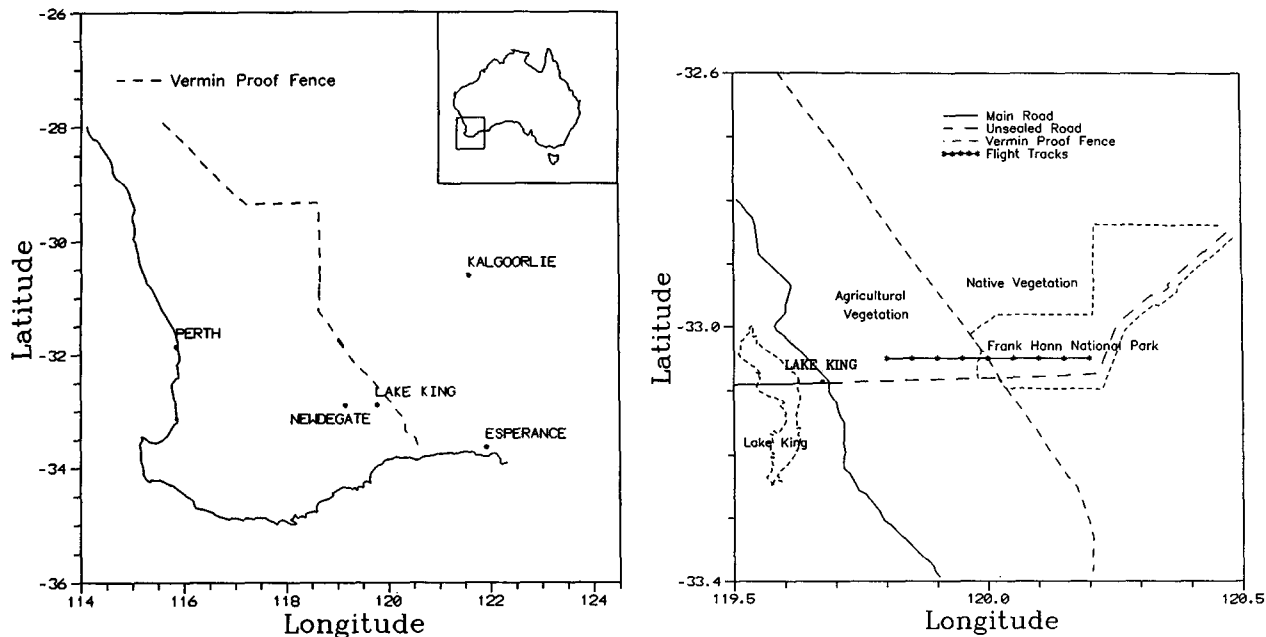 -26
-28
-30
-32
-34
-36
Latitude
114
116
118
120
122
124
Longitude
Vermin Proof Fence
KALGOORLIE
PERTH
LAKE KING
NEWDEGATE
ESPERANCE
-32.6
-33.0
-33.4
Latitude
119.5
120.0
120.5
Longitude
Main Road
Unsealed Road
Vermin Proof Fence
Flight Tracks
Native Vegetation
Agricultural
Vegetation
Frank Hann National Park
LAKE KING
Lake King